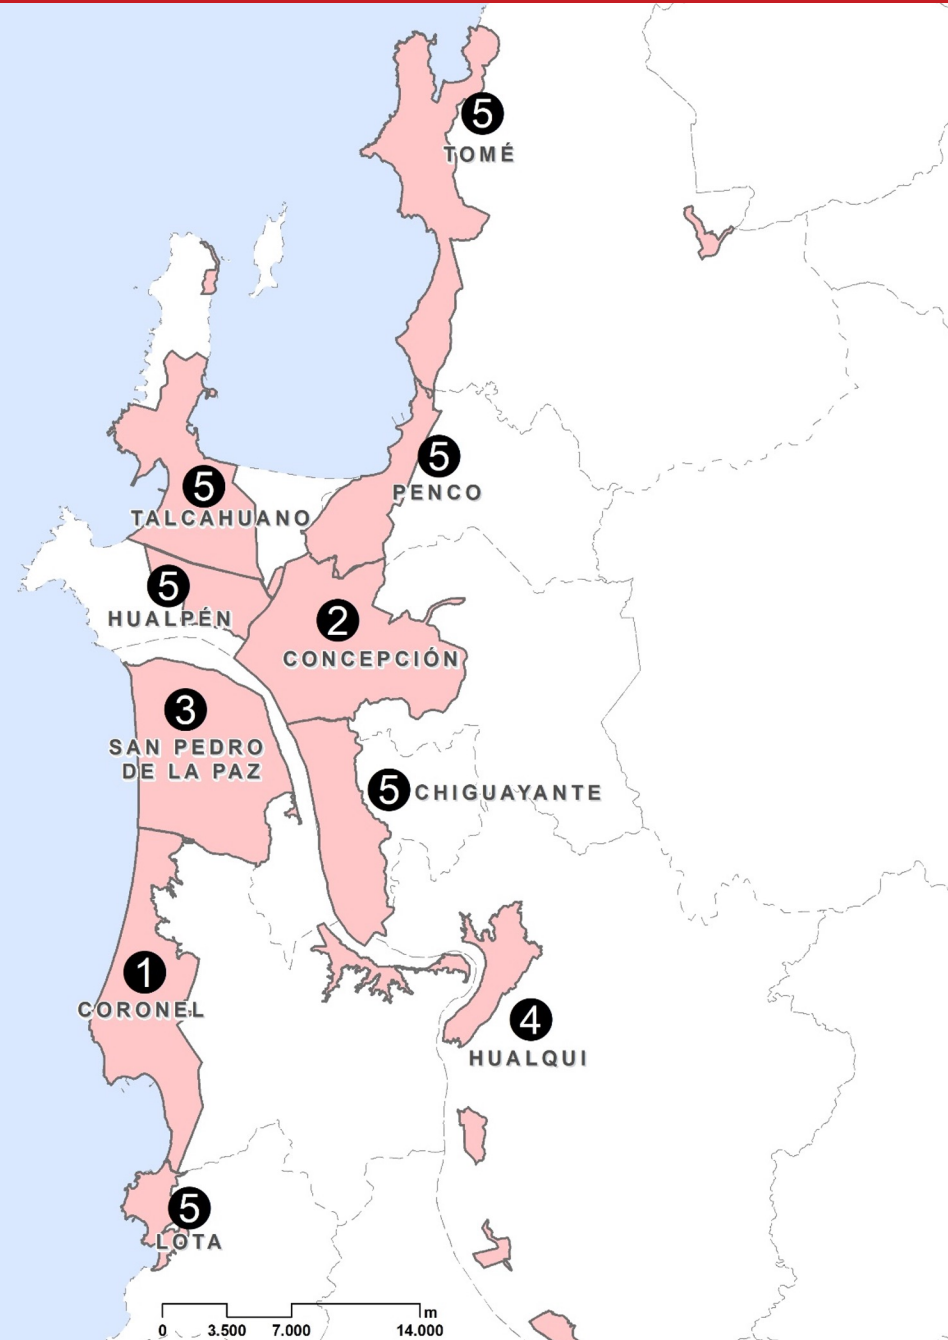 5
TOMÉ
5
PENCO
5
TALCAHUANO
5
HUALPÉN
2
CONCEPCIÓN
3
SAN PEDRO
DE LA PAZ
5 CHIGUAYANTE
1
CORONEL
4
HUALQUI
5
LOTA
m
0 3.500 7.000 14.000